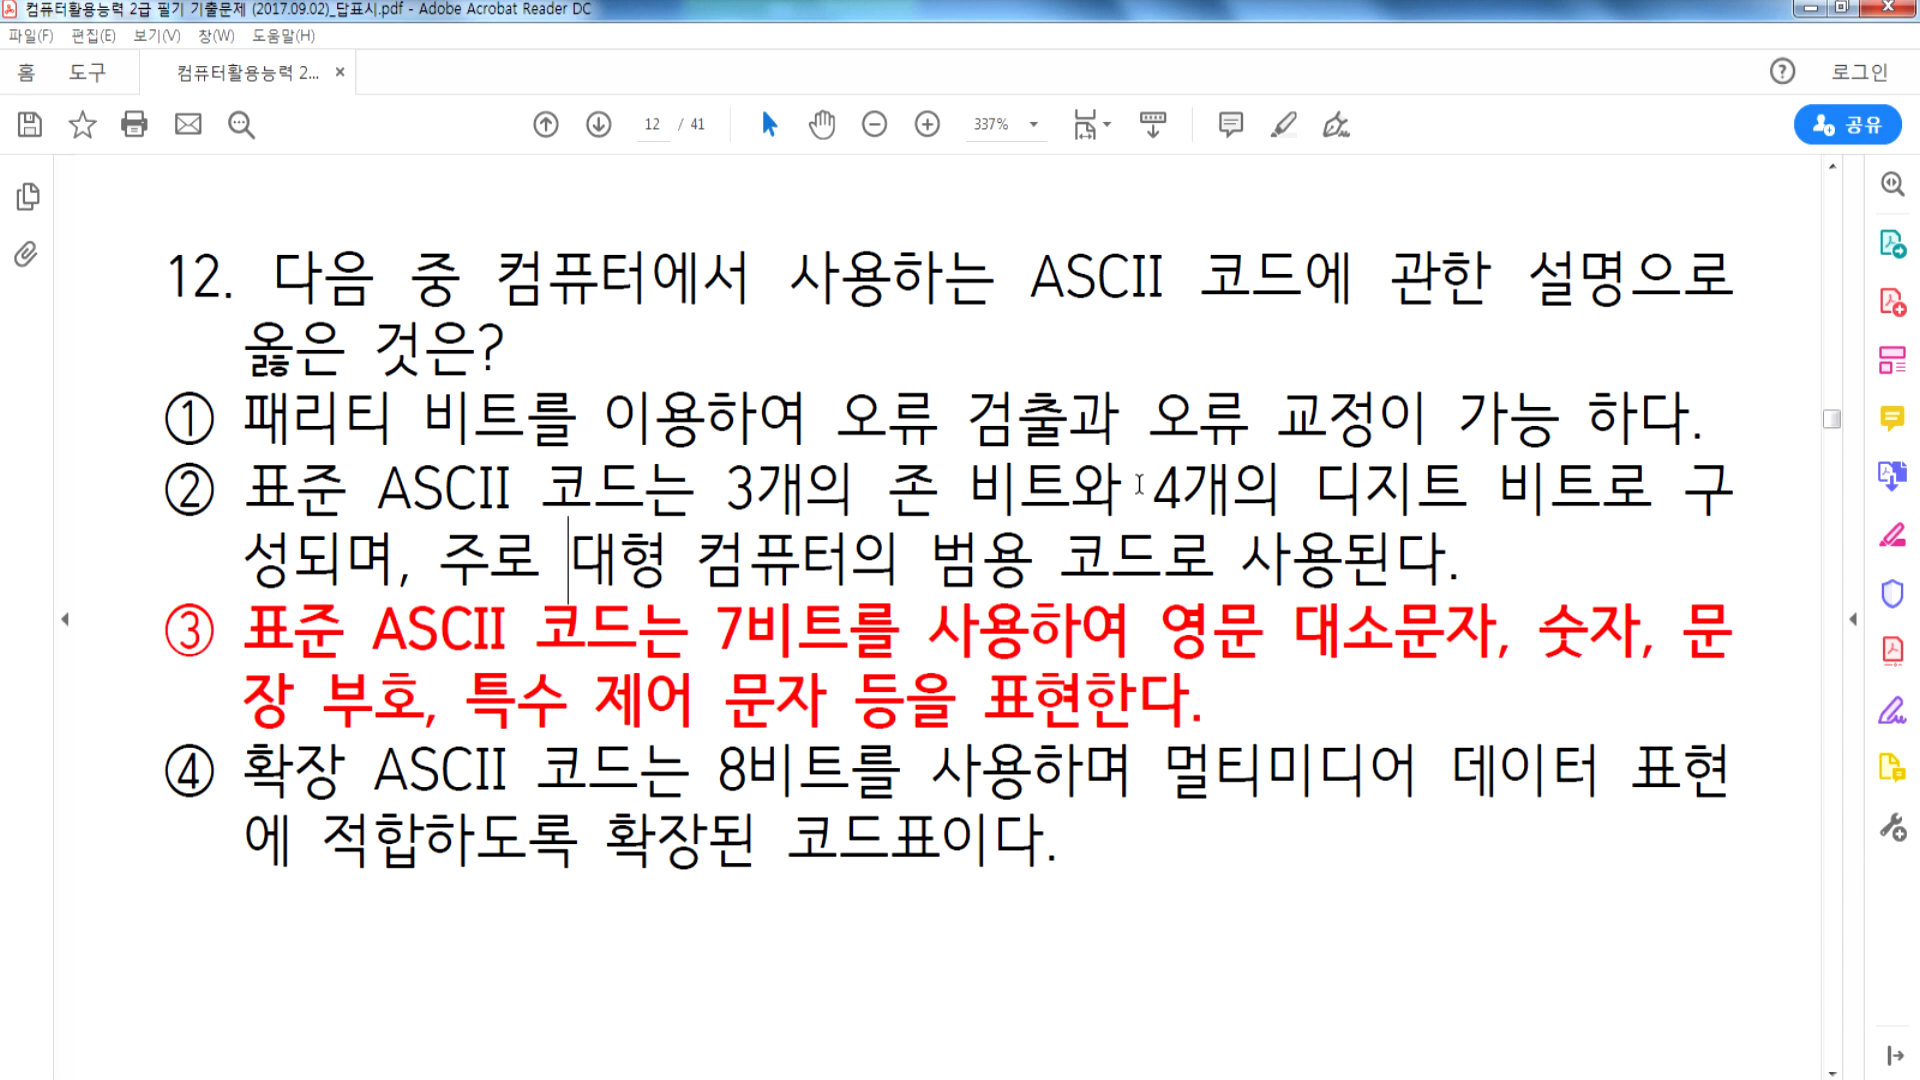 컴퓨터활용능력 2급 필기 기출문제 (2017.09.02)_답표시.pdf - Adobe Acrobat Reader DC
파일(F) 편집(E) 보기(V) 창(W) 도움말(H)
홈 도구 컴퓨터활용능력 2... × 로그인
12 / 41 337% 공유
12. 다음 중 컴퓨터에서 사용하는 ASCII 코드에 관한 설명으로
옳은 것은?
① 패리티 비트를 이용하여 오류 검출과 오류 교정이 가능 하다.
② 표준 ASCII 코드는 3개의 존 비트와 4개의 디지트 비트로 구
성되며, 주로 대형 컴퓨터의 범용 코드로 사용된다.
③ 표준 ASCII 코드는 7비트를 사용하여 영문 대소문자, 숫자, 문
장 부호, 특수 제어 문자 등을 표현한다.
④ 확장 ASCII 코드는 8비트를 사용하며 멀티미디어 데이터 표현
에 적합하도록 확장된 코드표이다.